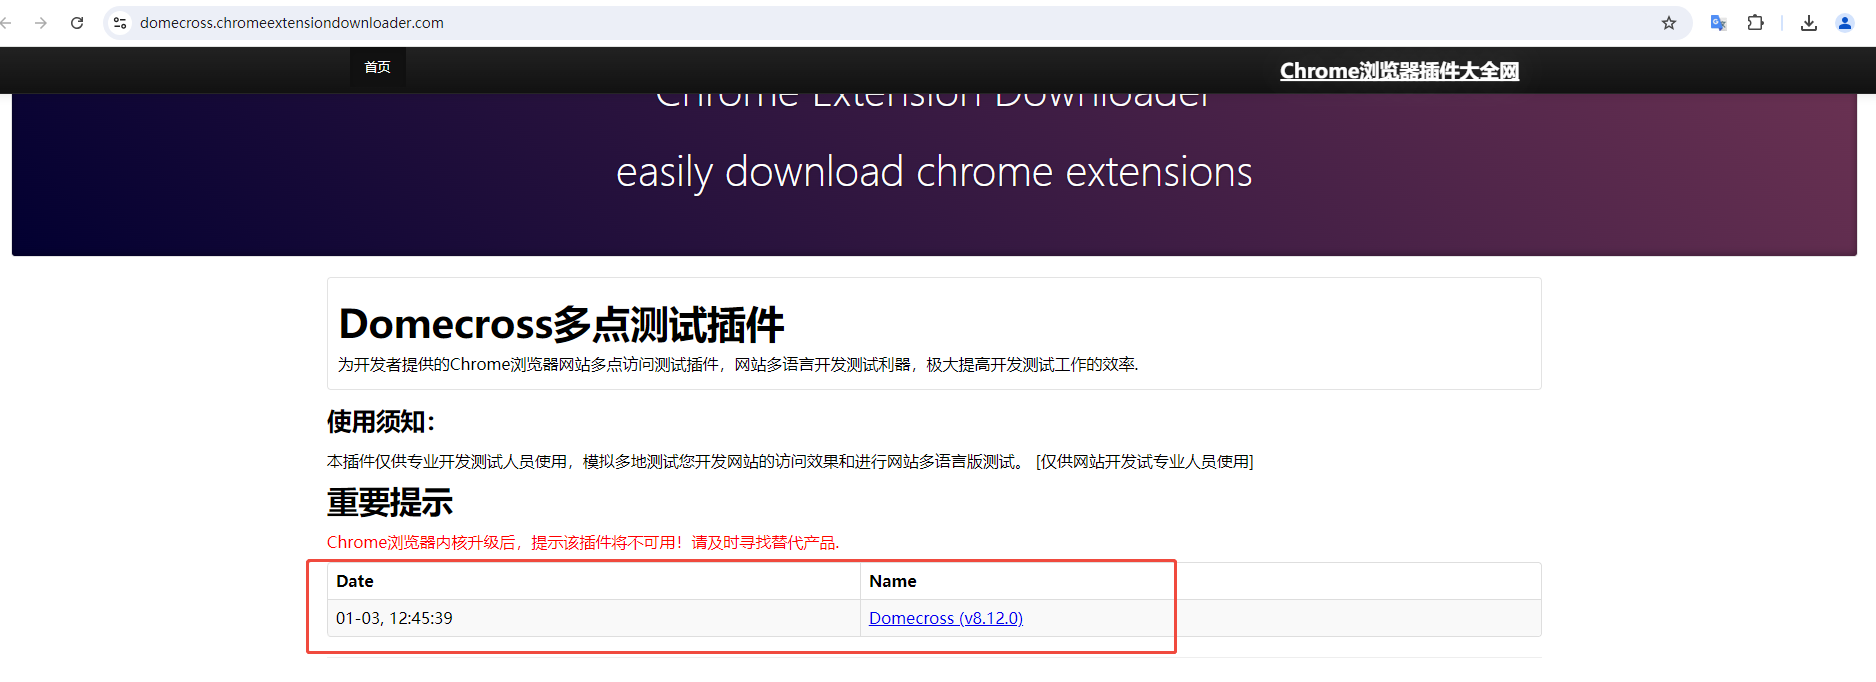 domecross.chromeextensiondownloader.com
首页
Chrome浏览器插件大全网
Chrome Extension Downloader
easily download chrome extensions
Domecross多点测试插件
为开发者提供的Chrome浏览器网站多点访问测试插件，网站多语言开发测试利器，极大提高开发测试工作的效率.
使用须知：
本插件仅供专业开发测试人员使用，模拟多地测试您开发网站的访问效果和进行网站多语言版测试。 [仅供网站开发试专业人员使用]
重要提示
Chrome浏览器内核升级后，提示该插件将不可用！请及时寻找替代产品.
Date Name
01-03, 12:45:39 Domecross (v8.12.0)